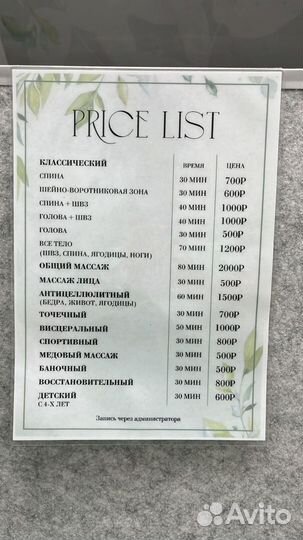 PRICE LIST
КЛАССИЧЕСКИЙ ВРЕМЯ ЦЕНА
СПИНА 30 МИН 700Р
ШЕЙНО-ВОРОТНИКОВАЯ ЗОНА 30 МИН 600Р
СПИНА + ШВЗ 40 МИН 1000Р
ГОЛОВА + ШВЗ 40 МИН 1000Р
ГОЛОВА 30 МИН 500Р
ВСЕ ТЕЛО 70 МИН 1200Р
(ШВЗ, СПИНА, ЯГОДИЦЫ, НОГИ)
ОБЩИЙ МАССАЖ 80 МИН 2000Р
МАССАЖ ЛИЦА 30 МИН 500Р
АНТИЦЕЛЛЮЛИТНЫЙ 60 МИН 1500Р
(БЕДРА, ЖИВОТ, ЯГОДИЦЫ)
ТОЧЕЧНЫЙ 30 МИН 700Р
ВИСЦЕРАЛЬНЫЙ 50 МИН 1000Р
СПОРТИВНЫЙ 30 МИН 800Р
МЕДОВЫЙ МАССАЖ 30 МИН 500Р
БАНОЧНЫЙ 30 МИН 500Р
ВОССТАНОВИТЕЛЬНЫЙ 30 МИН 800Р
ДЕТСКИЙ 30 МИН 600Р
С 4-Х ЛЕТ
Запись через администратора
Avito